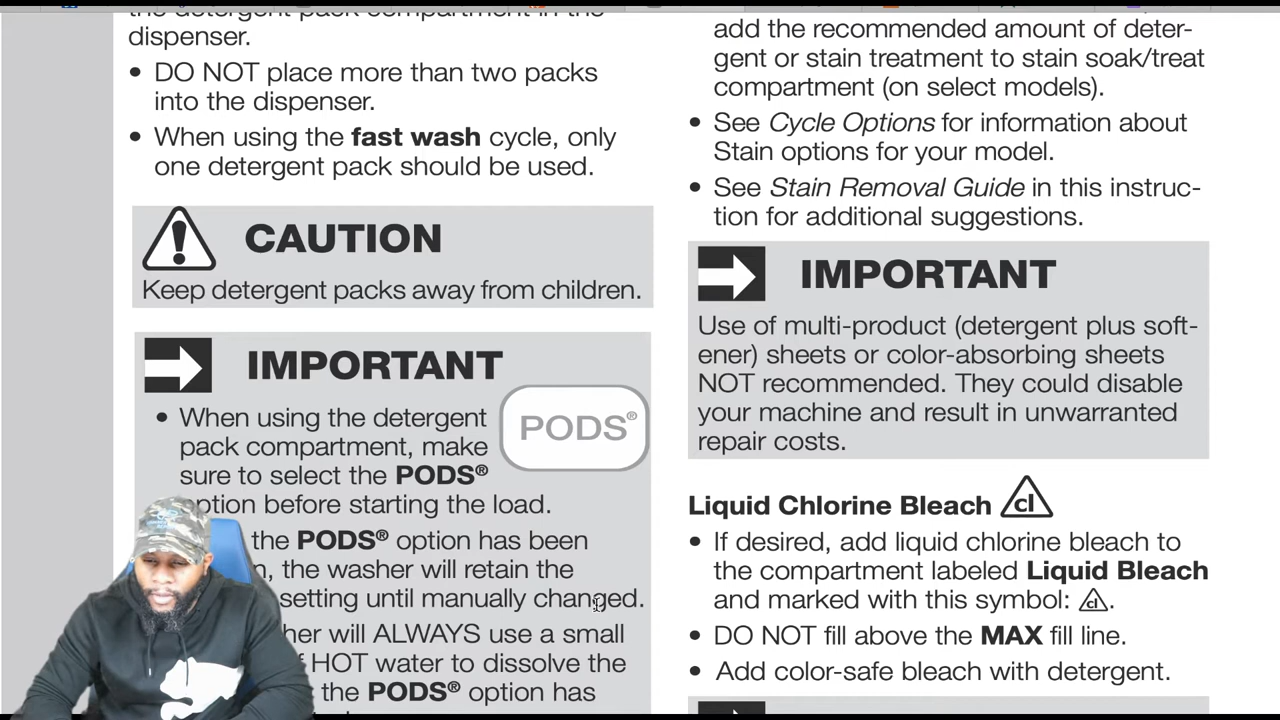 the detergent pack compartment in the
dispenser.
• DO NOT place more than two packs
into the dispenser.
• When using the fast wash cycle, only
one detergent pack should be used.
CAUTION
Keep detergent packs away from children.
IMPORTANT
• When using the detergent
pack compartment, make
sure to select the PODS®
option before starting the load.
PODS®
the PODS® option has been
the washer will retain the
setting until manually changed.
will ALWAYS use a small
HOT water to dissolve the
the PODS® option has
add the recommended amount of deter-
gent or stain treatment to stain soak/treat
compartment (on select models).
• See Cycle Options for information about
Stain options for your model.
• See Stain Removal Guide in this instruc-
tion for additional suggestions.
IMPORTANT
Use of multi-product (detergent plus soft-
ener) sheets or color-absorbing sheets
NOT recommended. They could disable
your machine and result in unwarranted
repair costs.
Liquid Chlorine Bleach cl
• If desired, add liquid chlorine bleach to
the compartment labeled Liquid Bleach
and marked with this symbol: cl.
• DO NOT fill above the MAX fill line.
• Add color-safe bleach with detergent.